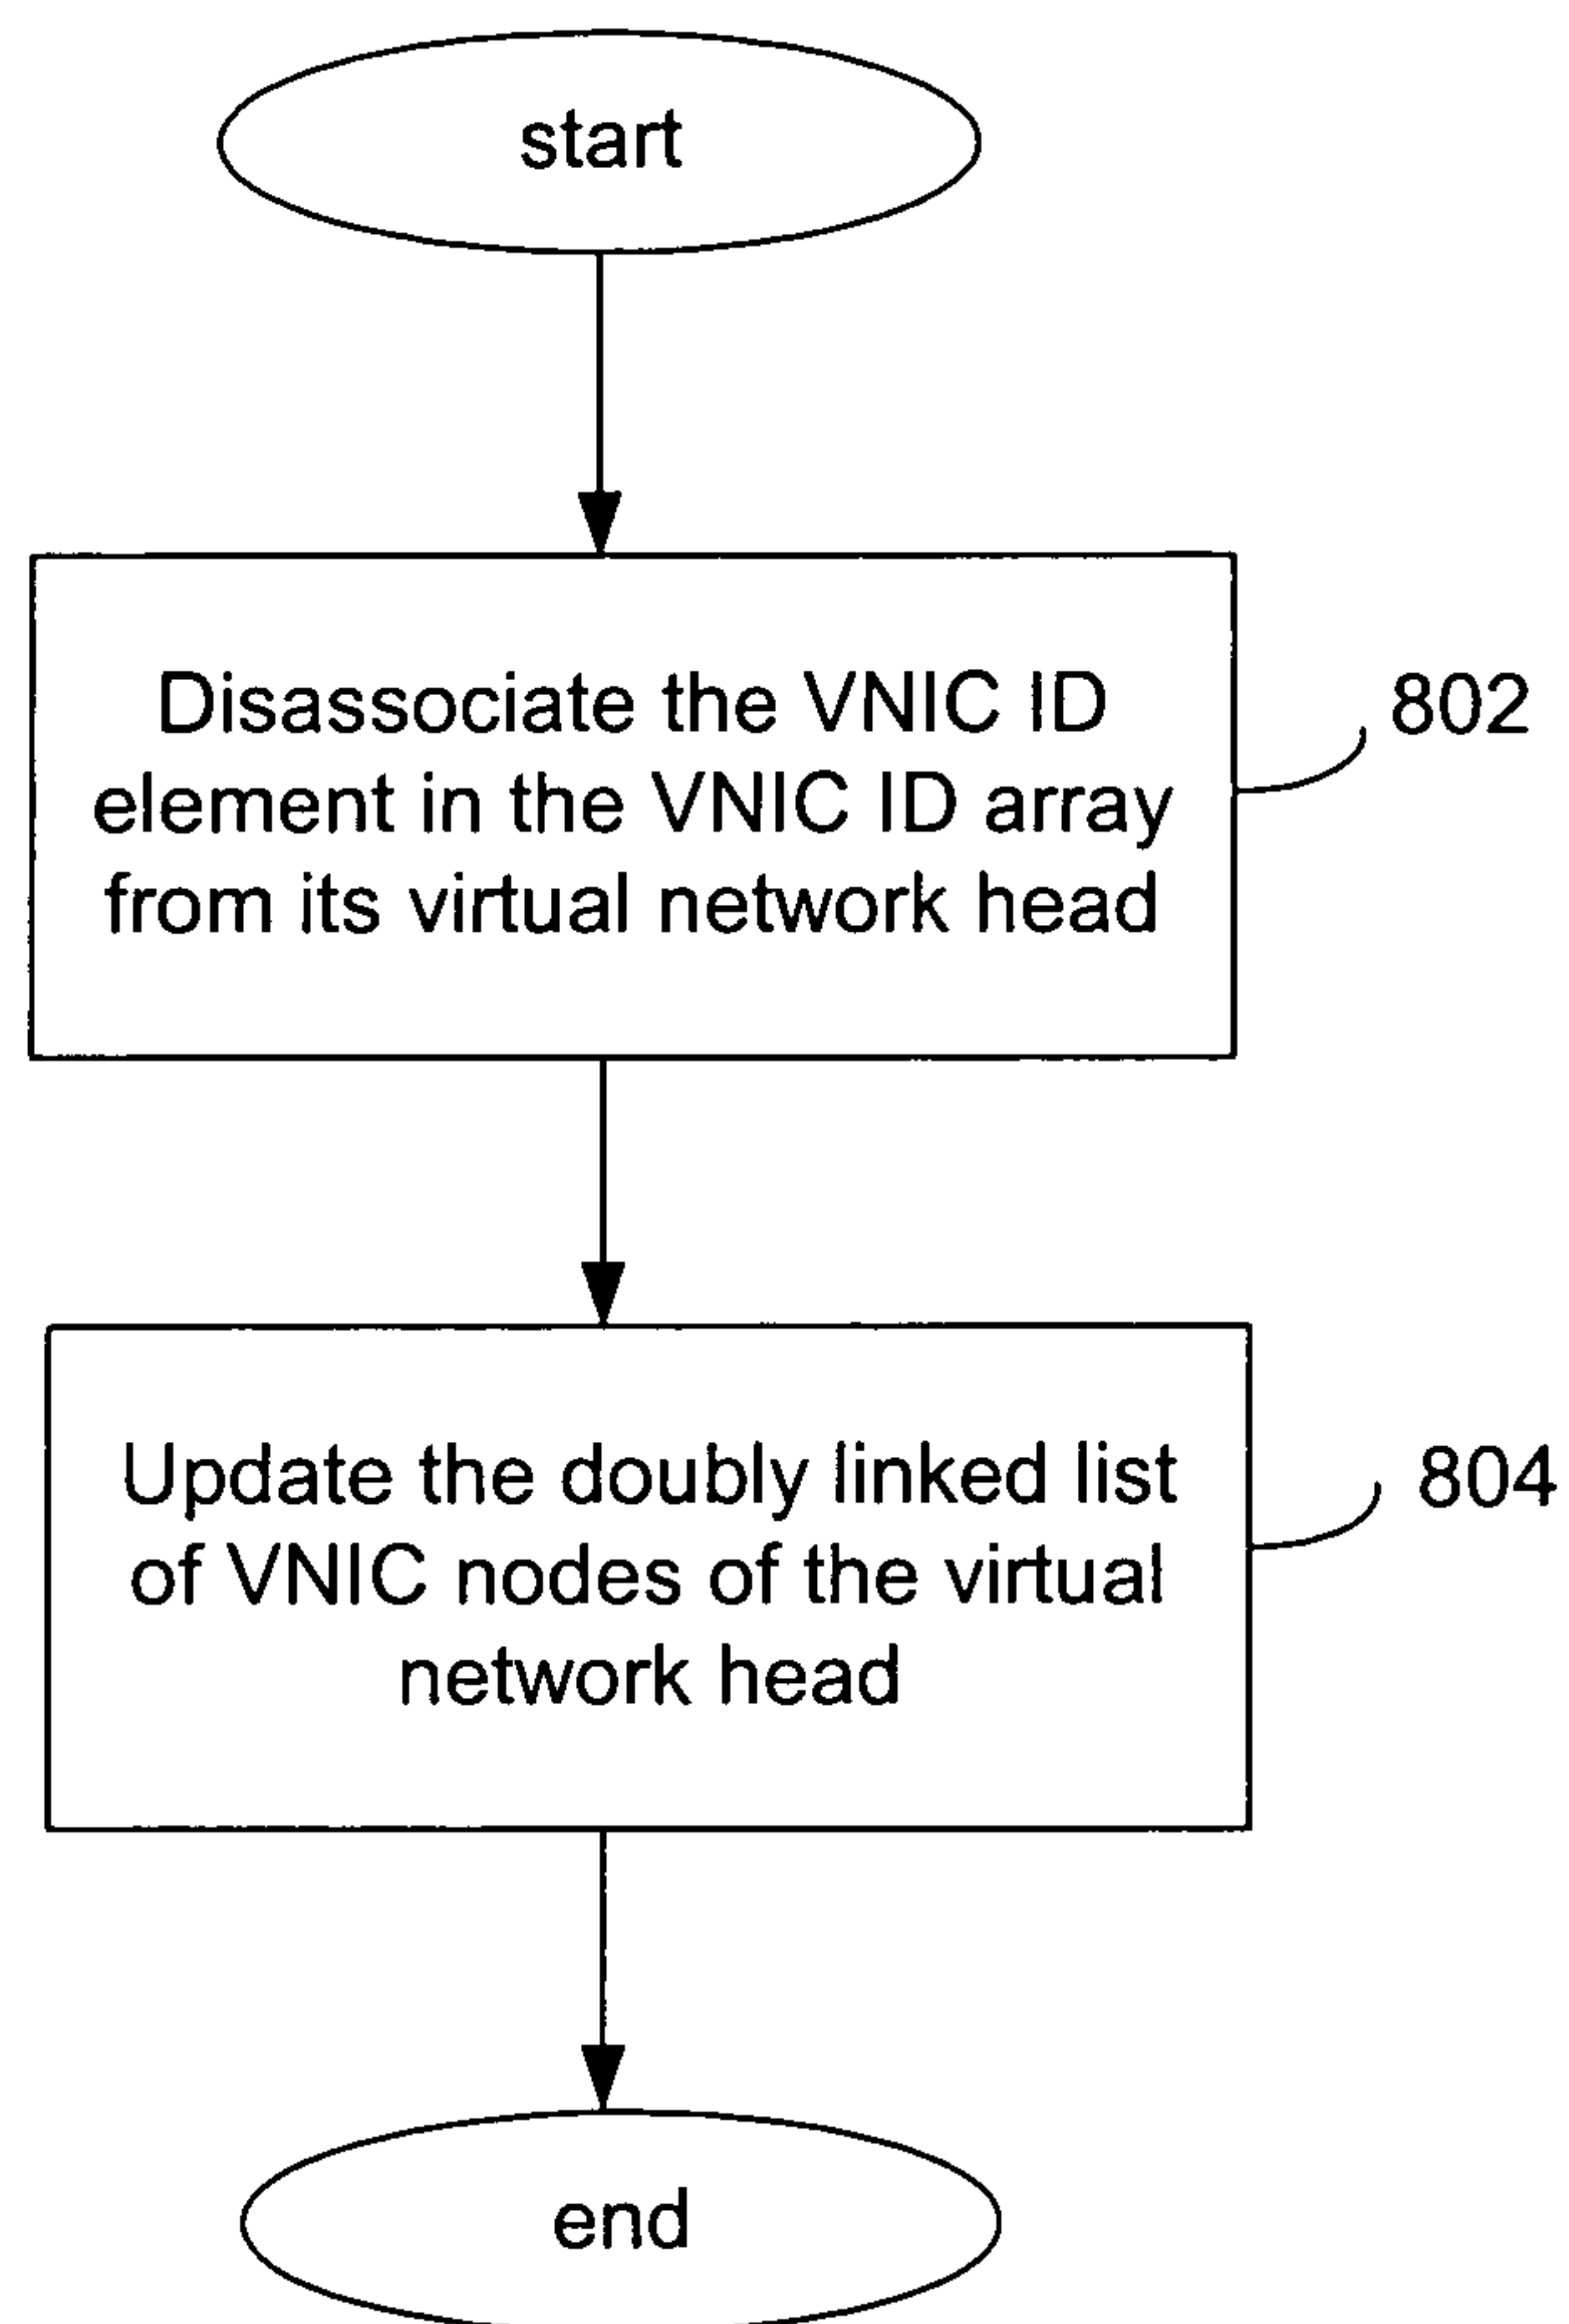 start
Disassociate the VNIC ID
element in the VNIC ID array
from its virtual network head
802
Update the doubly linked list
of VNIC nodes of the virtual
network head
804
end